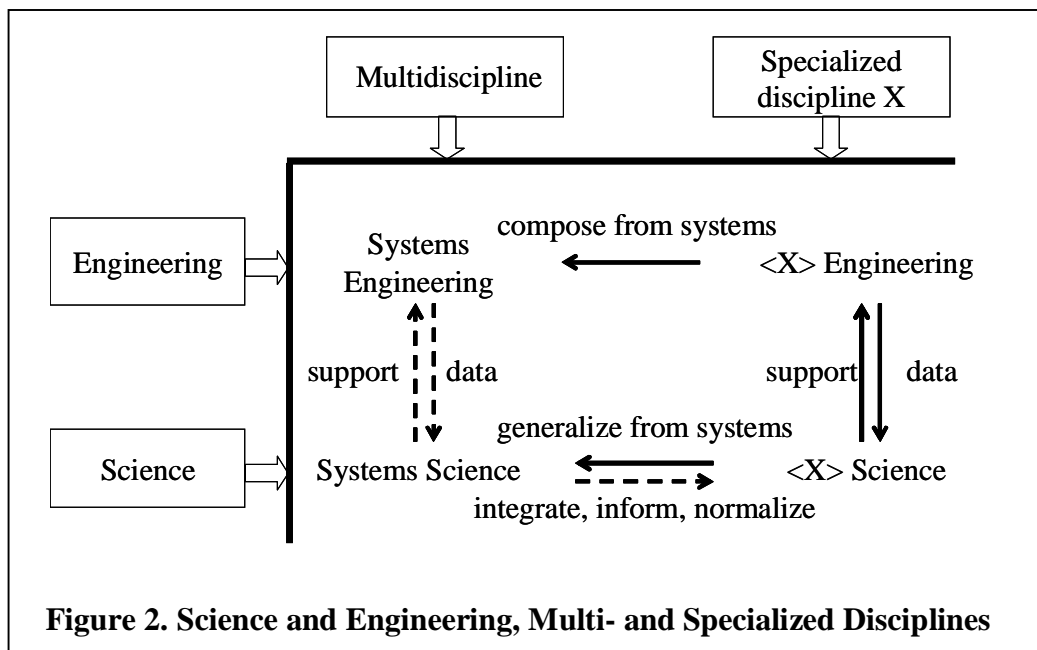 Multidiscipline
Specialized
discipline X
Engineering
Systems
Engineering
compose from systems
<X> Engineering
support
data
support
data
Science
Systems Science
generalize from systems
<X> Science
integrate, inform, normalize
Figure 2. Science and Engineering, Multi- and Specialized Disciplines